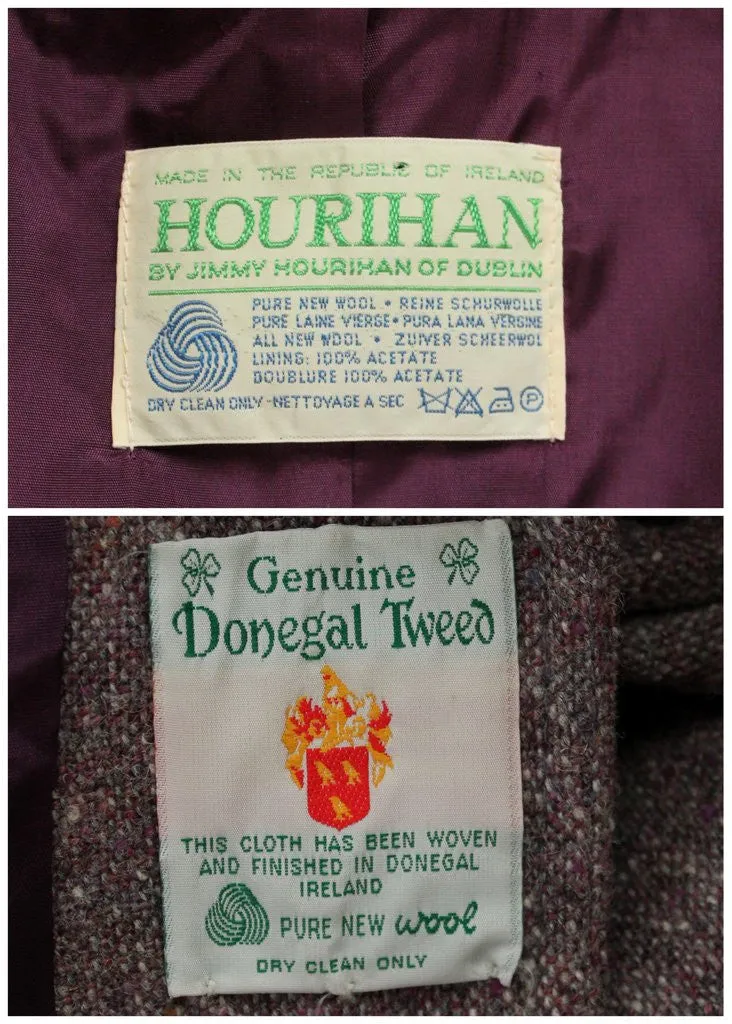 MADE IN THE REPUBLIC OF IRELAND
HOURIHAN
BY JIMMY HOURIHAN OF DUBLIN
PURE NEW WOOL • REINE SCHURWOLLE
PURE LAINE VIERGE • PURA LANA VERGINE
ALL NEW WOOL • ZUIVER SCHEERWOL
LINING: 100% ACETATE
DOUBLURE 100% ACETATE
DRY CLEAN ONLY - NETTOYAGE A SEC P
Genuine
Donegal Tweed
THIS CLOTH HAS BEEN WOVEN
AND FINISHED IN DONEGAL
IRELAND
PURE NEW wool
DRY CLEAN ONLY